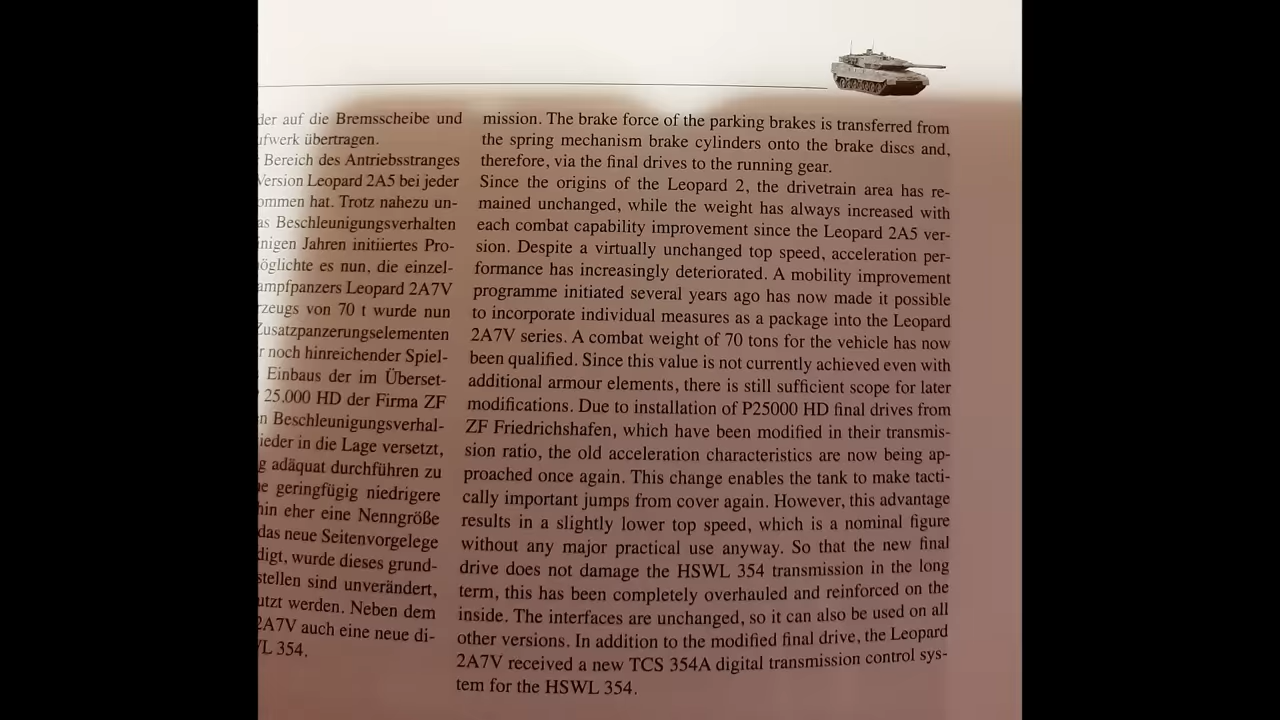 der auf die Bremsscheibe und
ufwerk übertragen.
Bereich des Antriebsstranges
Version Leopard 2A5 bei jeder
ommen hat. Trotz nahezu un-
as Beschleunigungsverhalten
inigen Jahren initiiertes Pro-
öglichte es nun, die einzel-
ampfpanzers Leopard 2A7V
rzeugs von 70 t wurde nun
Zusatzpanzerungselementen
r noch hinreichender Spiel-
Einbaus der im Überset-
25.000 HD der Firma ZF
n Beschleunigungsverhal-
ieder in die Lage versetzt,
g adäquat durchführen zu
ne geringfügig niedrigere
hin eher eine Nenngröße
das neue Seitenvorgelege
digt, wurde dieses grund-
stellen sind unverändert,
utzt werden. Neben dem
2A7V auch eine neue di-
VL 354.
mission. The brake force of the parking brakes is transferred from
the spring mechanism brake cylinders onto the brake discs and,
therefore, via the final drives to the running gear.
Since the origins of the Leopard 2, the drivetrain area has re-
mained unchanged, while the weight has always increased with
each combat capability improvement since the Leopard 2A5 ver-
sion. Despite a virtually unchanged top speed, acceleration per-
formance has increasingly deteriorated. A mobility improvement
programme initiated several years ago has now made it possible
to incorporate individual measures as a package into the Leopard
2A7V series. A combat weight of 70 tons for the vehicle has now
been qualified. Since this value is not currently achieved even with
additional armour elements, there is still sufficient scope for later
modifications. Due to installation of P25000 HD final drives from
ZF Friedrichshafen, which have been modified in their transmis-
sion ratio, the old acceleration characteristics are now being ap-
proached once again. This change enables the tank to make tacti-
cally important jumps from cover again. However, this advantage
results in a slightly lower top speed, which is a nominal figure
without any major practical use anyway. So that the new final
drive does not damage the HSWL 354 transmission in the long
term, this has been completely overhauled and reinforced on the
inside. The interfaces are unchanged, so it can also be used on all
other versions. In addition to the modified final drive, the Leopard
2A7V received a new TCS 354A digital transmission control sys-
tem for the HSWL 354.